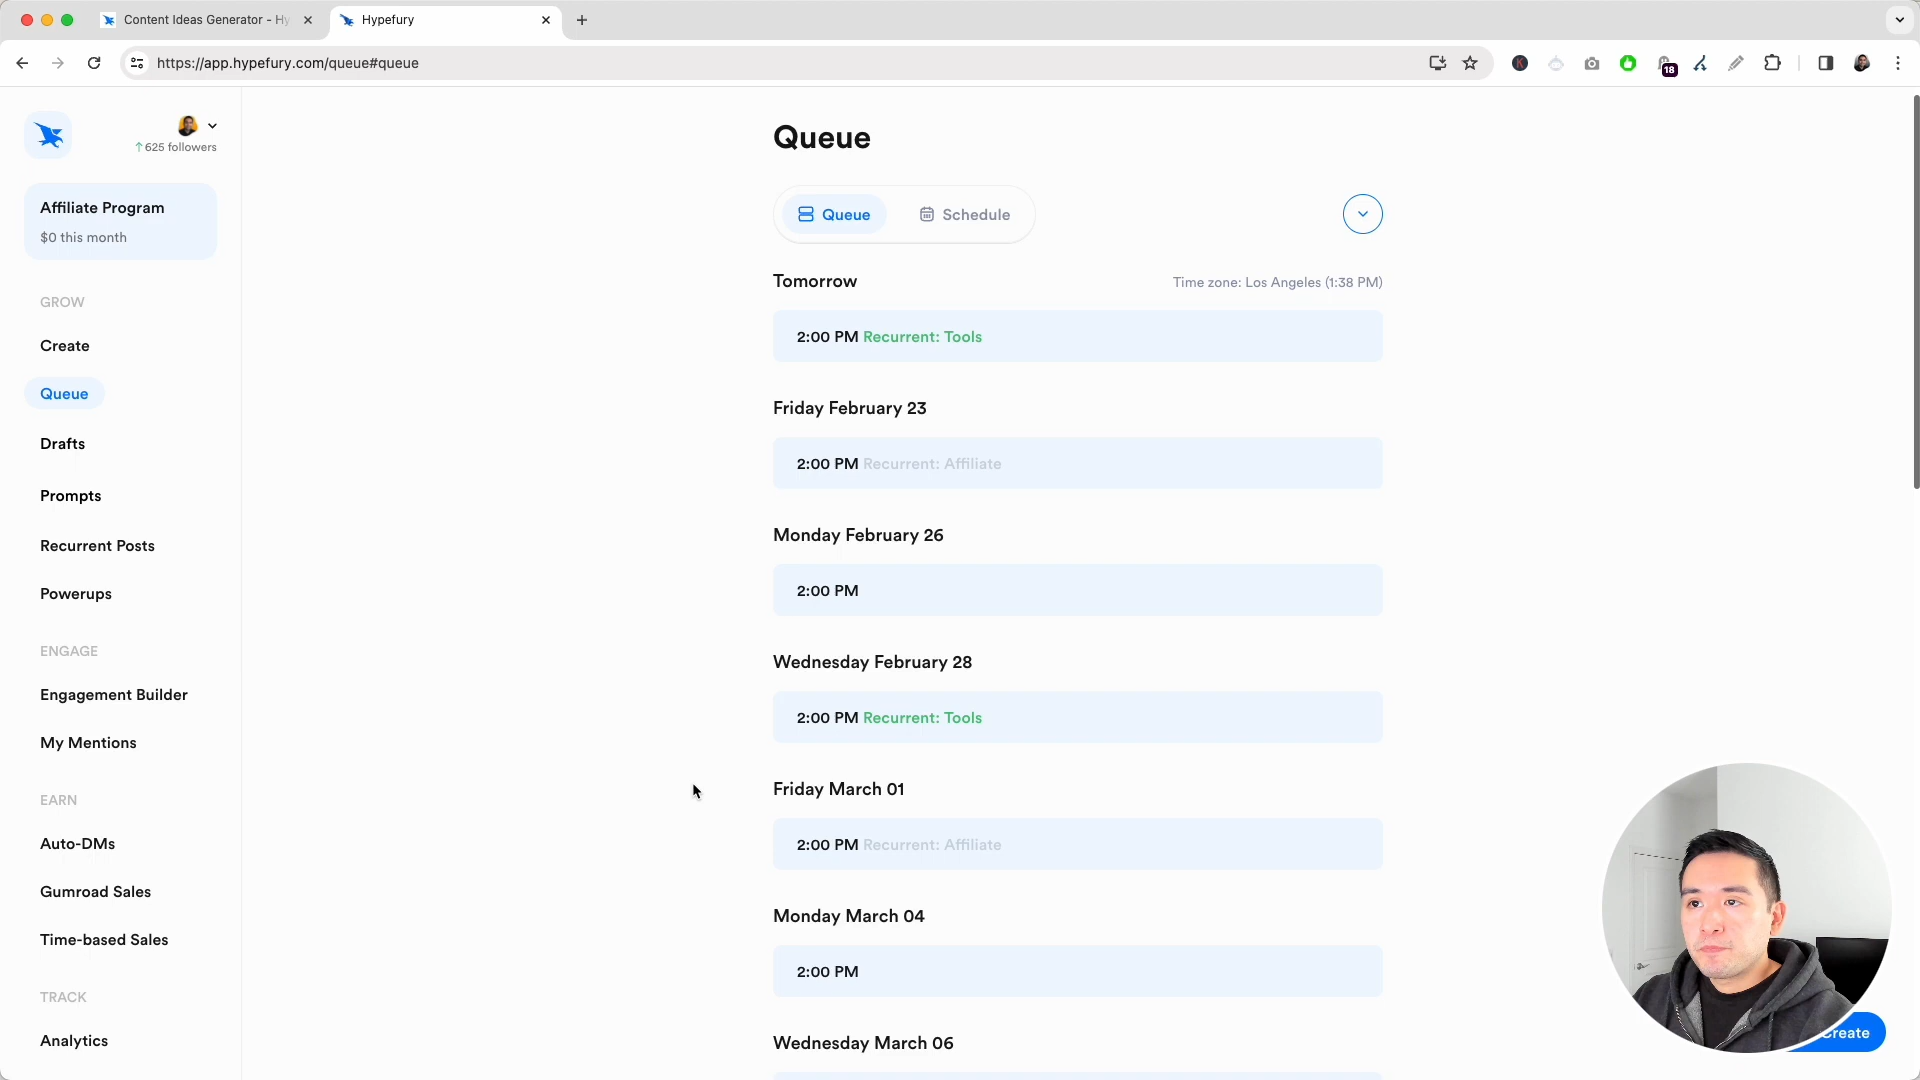 Content Ideas Generator - Hy
Hypefury
https://app.hypefury.com/queue#queue
18
625 followers
Affiliate Program
$0 this month
GROW
Create
Queue
Drafts
Prompts
Recurrent Posts
Powerups
ENGAGE
Engagement Builder
My Mentions
EARN
Auto-DMs
Gumroad Sales
Time-based Sales
TRACK
Analytics
Queue
Queue
Schedule
Tomorrow
Time zone: Los Angeles (1:38 PM)
2:00 PM Recurrent: Tools
Friday February 23
2:00 PM Recurrent: Affiliate
Monday February 26
2:00 PM
Wednesday February 28
2:00 PM Recurrent: Tools
Friday March 01
2:00 PM Recurrent: Affiliate
Monday March 04
2:00 PM
Wednesday March 06
Create